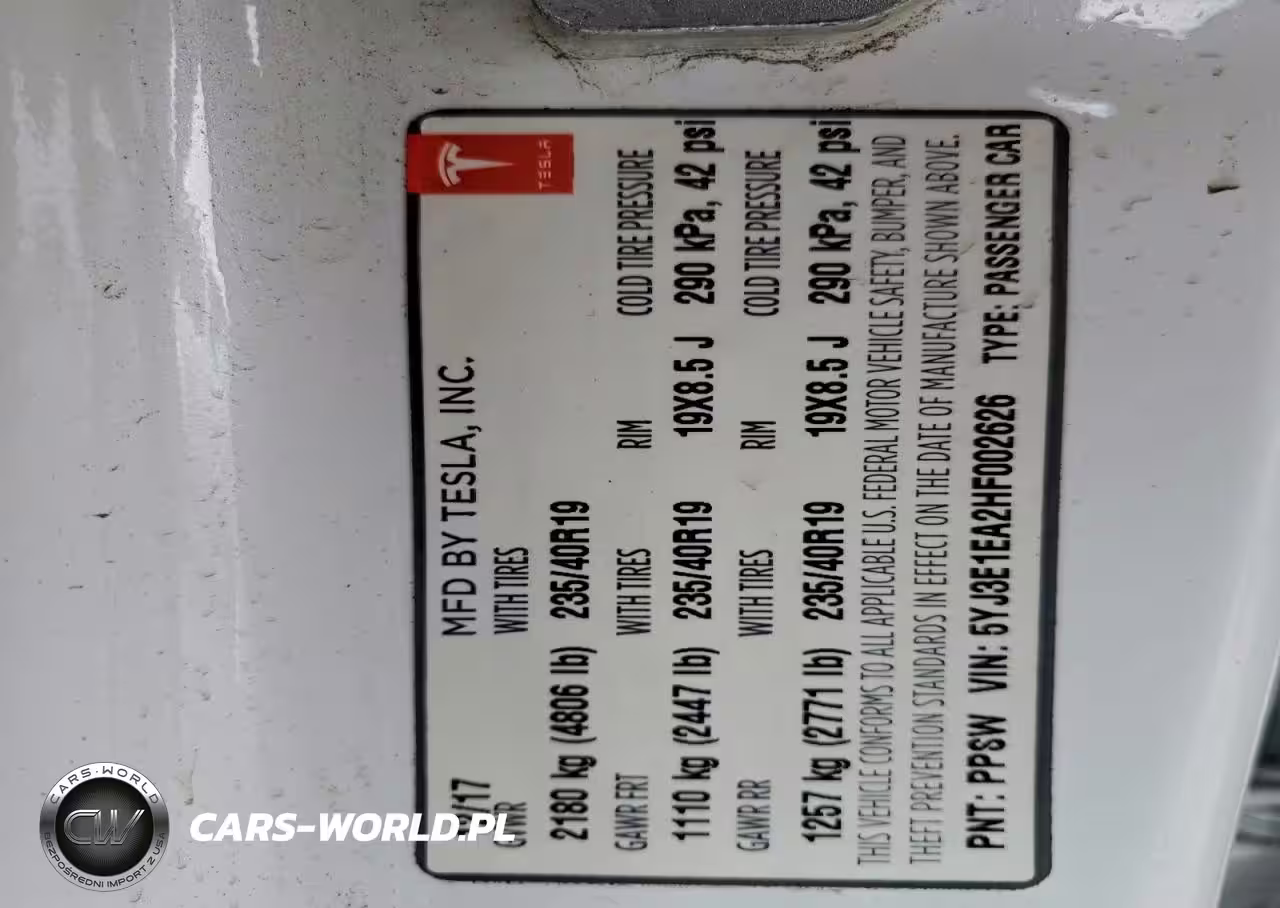 TESLA
MFD BY TESLA, INC.
/17
WITH TIRES
2180 kg (4806 lb) 235/40R19
GAWR FRT WITH TIRES RIM COLD TIRE PRESSURE
1110 kg (2447 lb) 235/40R19 19X8.5 J 290 kPa, 42 psi
GAWR RR WITH TIRES RIM COLD TIRE PRESSURE
1257 kg (2771 lb) 235/40R19 19X8.5 J 290 kPa, 42 psi
THIS VEHICLE CONFORMS TO ALL APPLICABLE U.S. FEDERAL MOTOR VEHICLE SAFETY, BUMPER, AND
THEFT PREVENTION STANDARDS IN EFFECT ON THE DATE OF MANUFACTURE SHOWN ABOVE.
PNT: PPSW VIN: 5YJ3E1EA2HF002626 TYPE: PASSENGER CAR
CARS-WORLD
CW
BEZPOŚREDNI IMPORT Z USA
CARS-WORLD.PL